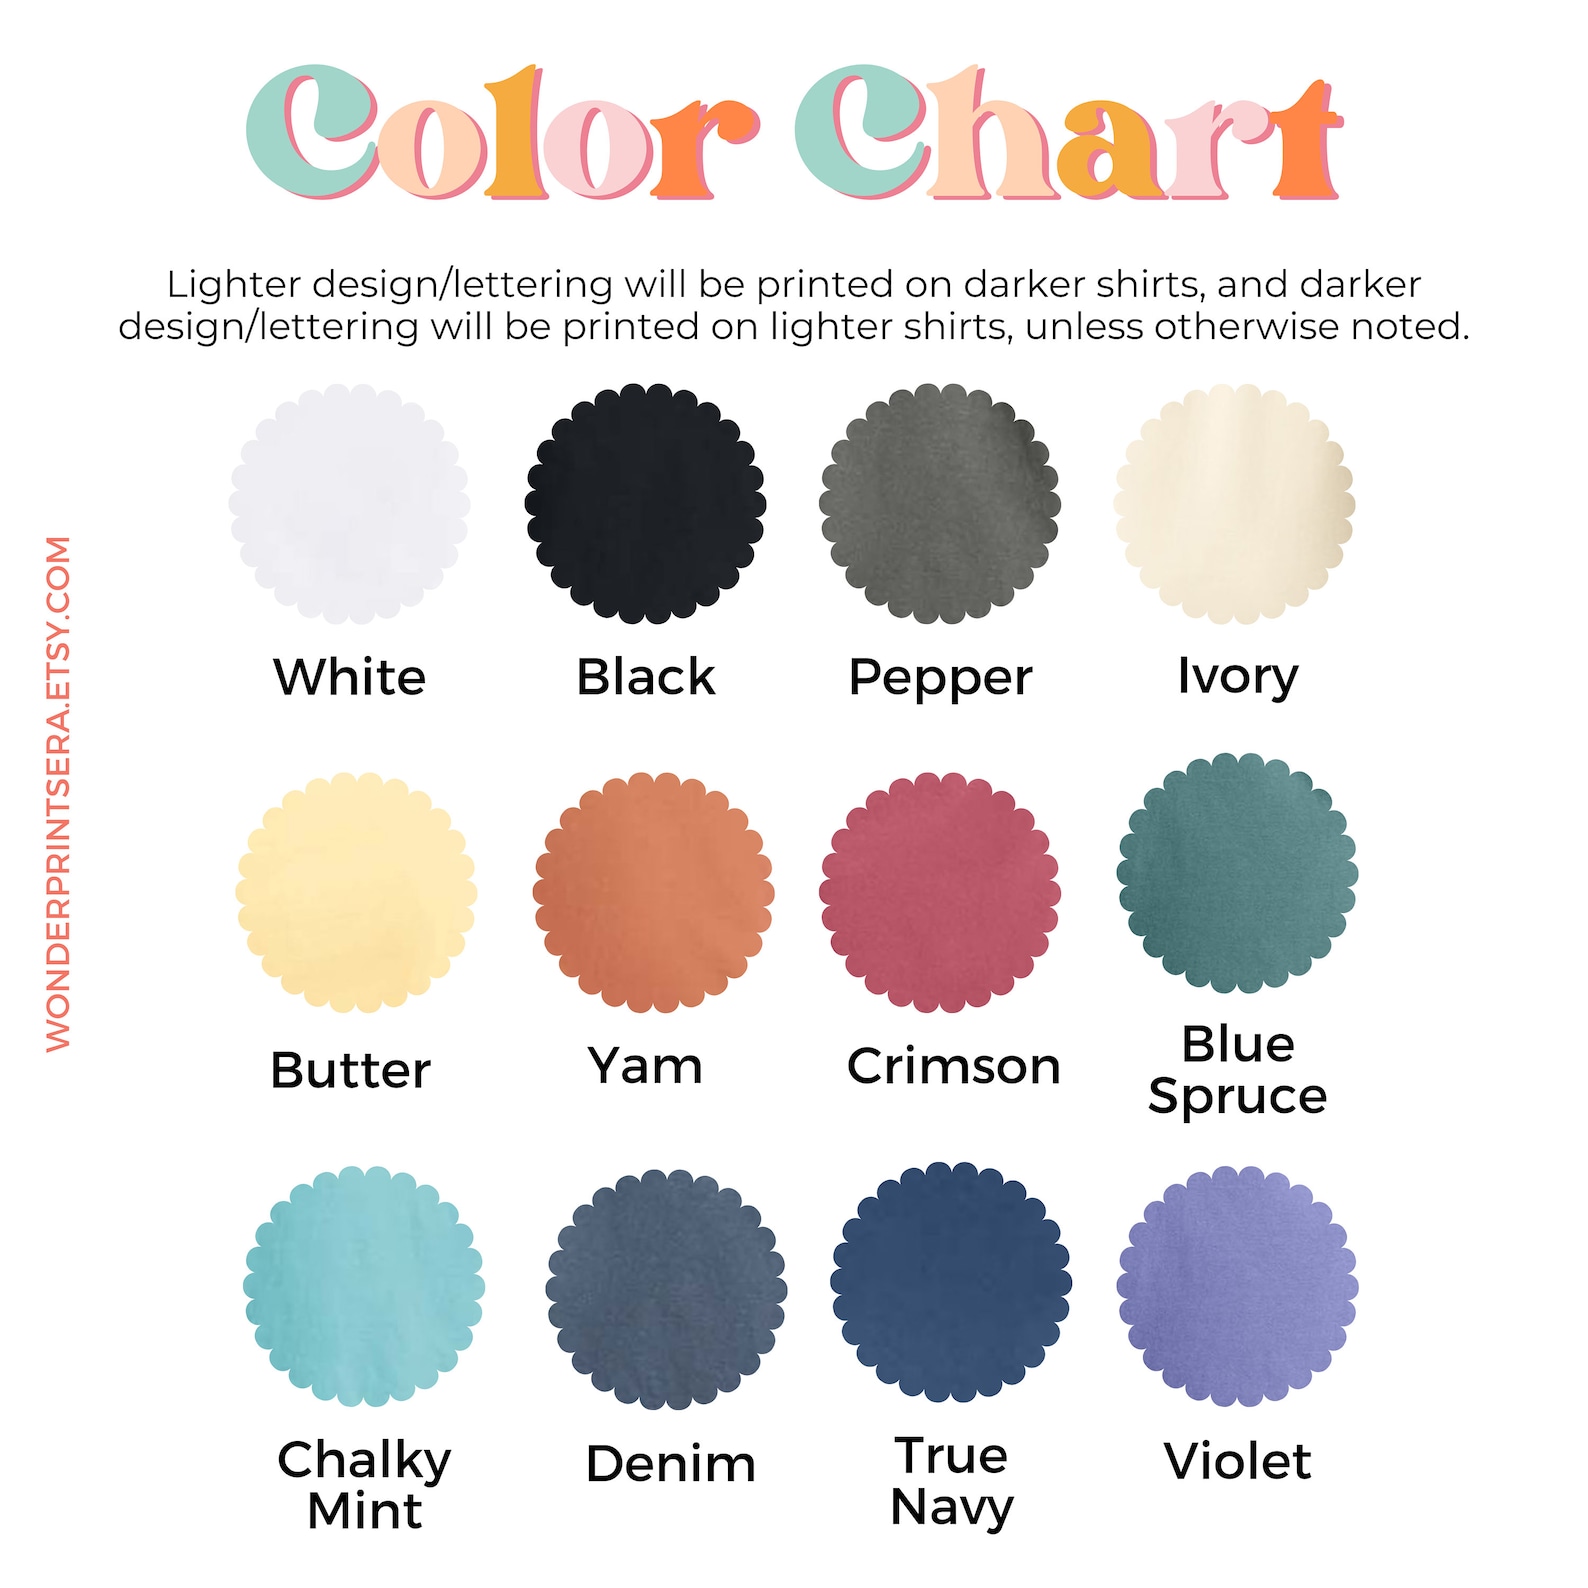 Color Chart
Lighter design/lettering will be printed on darker shirts, and darker
design/lettering will be printed on lighter shirts, unless otherwise noted.
WONDERPRINTSERA.ETSY.COM
White
Black
Pepper
Ivory
Butter
Yam
Crimson
Blue
Spruce
Chalky
Mint
Denim
True
Navy
Violet